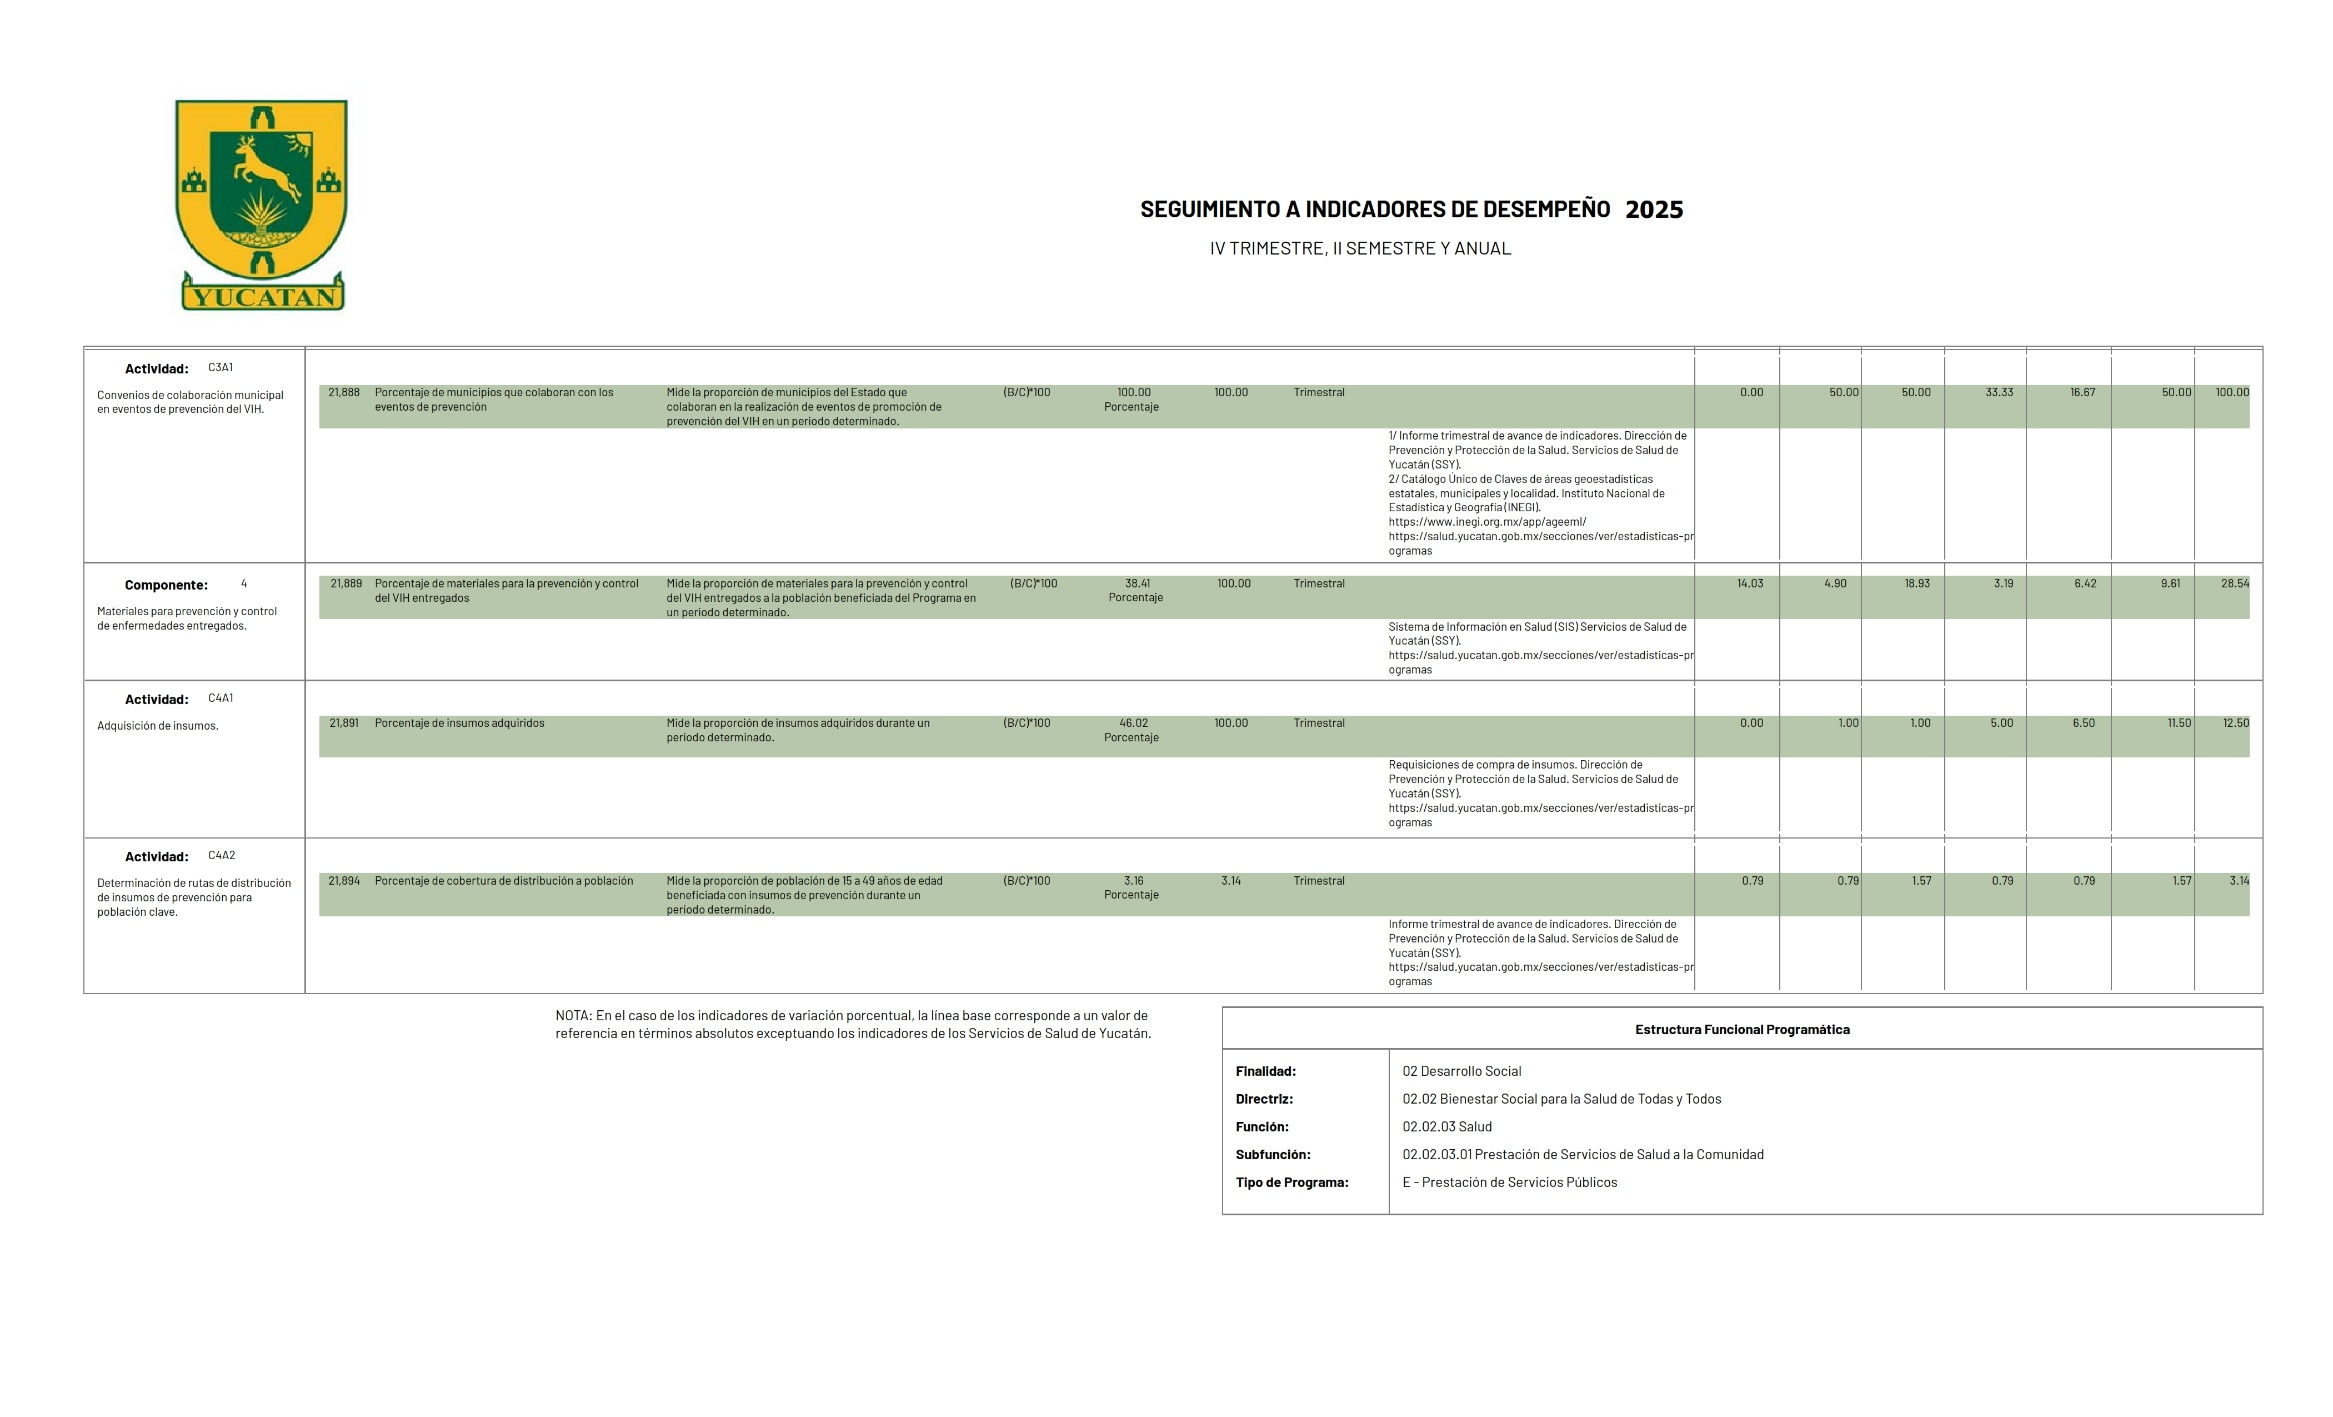 YUCATAN
SEGUIMIENTO A INDICADORES DE DESEMPEÑO 2025
IV TRIMESTRE, II SEMESTRE Y ANUAL
Actividad: C3A1
Convenios de colaboración municipal
en eventos de prevención del VIH.
21,888 Porcentaje de municipios que colaboran con los Mide la proporción de municipios del Estado que (B/C)*100 100.00 100.00 Trimestral 0.00 50.00 50.00 33.33 16.67 50.00 100.00
eventos de prevención colaboran en la realización de eventos de promoción de Porcentaje
prevención del VIH en un periodo determinado.
1/ Informe trimestral de avance de indicadores. Dirección de
Prevención y Protección de la Salud. Servicios de Salud de
Yucatán (SSY).
2/ Catálogo Único de Claves de áreas geoestadísticas
estatales, municipales y localidad. Instituto Nacional de
Estadística y Geografía (INEGI).
https://www.inegi.org.mx/app/ageeml/
https://salud.yucatan.gob.mx/secciones/ver/estadisticas-pr
ogramas
Componente: 4
Materiales para prevención y control
de enfermedades entregados.
21,889 Porcentaje de materiales para la prevención y control Mide la proporción de materiales para la prevención y control (B/C)*100 38.41 100.00 Trimestral 14.03 4.90 18.93 3.19 6.42 9.61 28.54
del VIH entregados del VIH entregados a la población beneficiada del Programa en Porcentaje
un periodo determinado.
Sistema de Información en Salud (SIS) Servicios de Salud de
Yucatán (SSY).
https://salud.yucatan.gob.mx/secciones/ver/estadisticas-pr
ogramas
Actividad: C4A1
Adquisición de insumos.
21,891 Porcentaje de insumos adquiridos Mide la proporción de insumos adquiridos durante un (B/C)*100 46.02 100.00 Trimestral 0.00 1.00 1.00 5.00 6.50 11.50 12.50
periodo determinado. Porcentaje
Requisiciones de compra de insumos. Dirección de
Prevención y Protección de la Salud. Servicios de Salud de
Yucatán (SSY).
https://salud.yucatan.gob.mx/secciones/ver/estadisticas-pr
ogramas
Actividad: C4A2
Determinación de rutas de distribución
de insumos de prevención para
población clave.
21,894 Porcentaje de cobertura de distribución a población Mide la proporción de población de 15 a 49 años de edad (B/C)*100 3.16 3.14 Trimestral 0.79 0.79 1.57 0.79 0.79 1.57 3.14
beneficiada con insumos de prevención durante un Porcentaje
periodo determinado.
Informe trimestral de avance de indicadores. Dirección de
Prevención y Protección de la Salud. Servicios de Salud de
Yucatán (SSY).
https://salud.yucatan.gob.mx/secciones/ver/estadisticas-pr
ogramas
NOTA: En el caso de los indicadores de variación porcentual, la línea base corresponde a un valor de
referencia en términos absolutos exceptuando los indicadores de los Servicios de Salud de Yucatán.
Estructura Funcional Programática
Finalidad: 02 Desarrollo Social
Directriz: 02.02 Bienestar Social para la Salud de Todas y Todos
Función: 02.02.03 Salud
Subfunción: 02.02.03.01 Prestación de Servicios de Salud a la Comunidad
Tipo de Programa: E - Prestación de Servicios Públicos